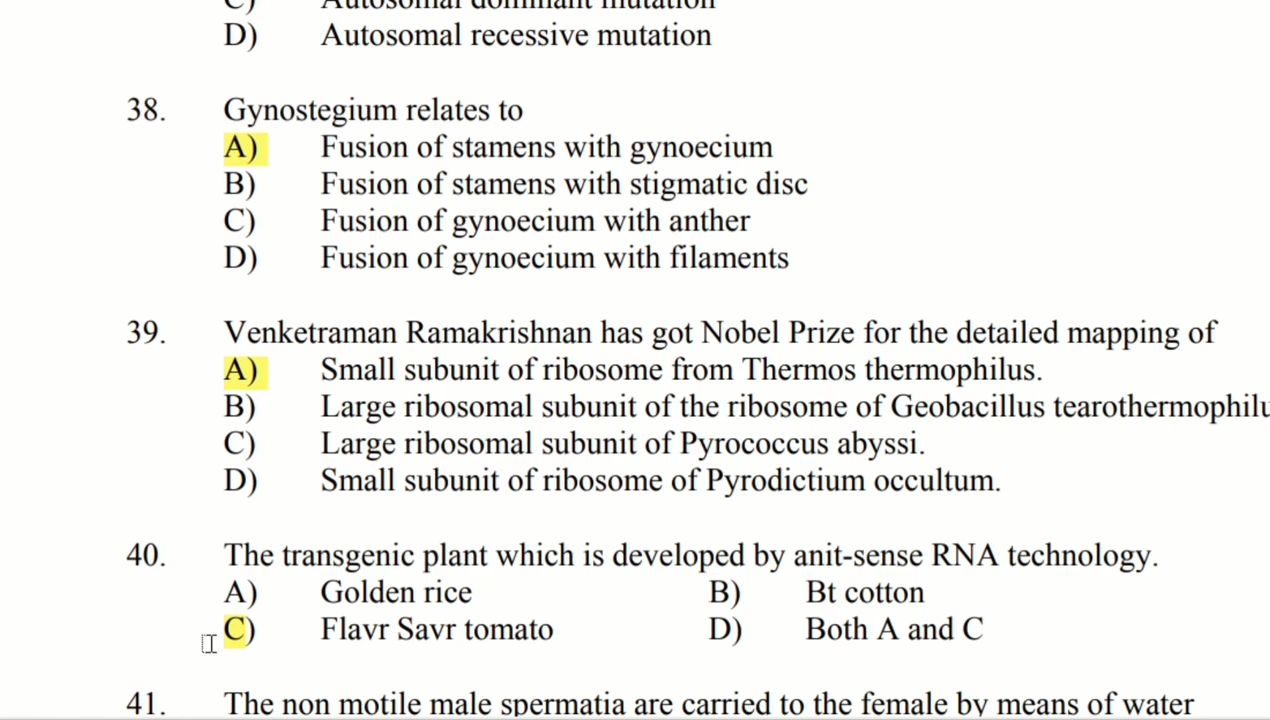 C) Autosomal dominant mutation
D) Autosomal recessive mutation
38. Gynostegium relates to
A) Fusion of stamens with gynoecium
B) Fusion of stamens with stigmatic disc
C) Fusion of gynoecium with anther
D) Fusion of gynoecium with filaments
39. Venketraman Ramakrishnan has got Nobel Prize for the detailed mapping of
A) Small subunit of ribosome from Thermos thermophilus.
B) Large ribosomal subunit of the ribosome of Geobacillus tearothermophilu
C) Large ribosomal subunit of Pyrococcus abyssi.
D) Small subunit of ribosome of Pyrodictium occultum.
40. The transgenic plant which is developed by anit-sense RNA technology.
A) Golden rice B) Bt cotton
C) Flavr Savr tomato D) Both A and C
41. The non motile male spermatia are carried to the female by means of water